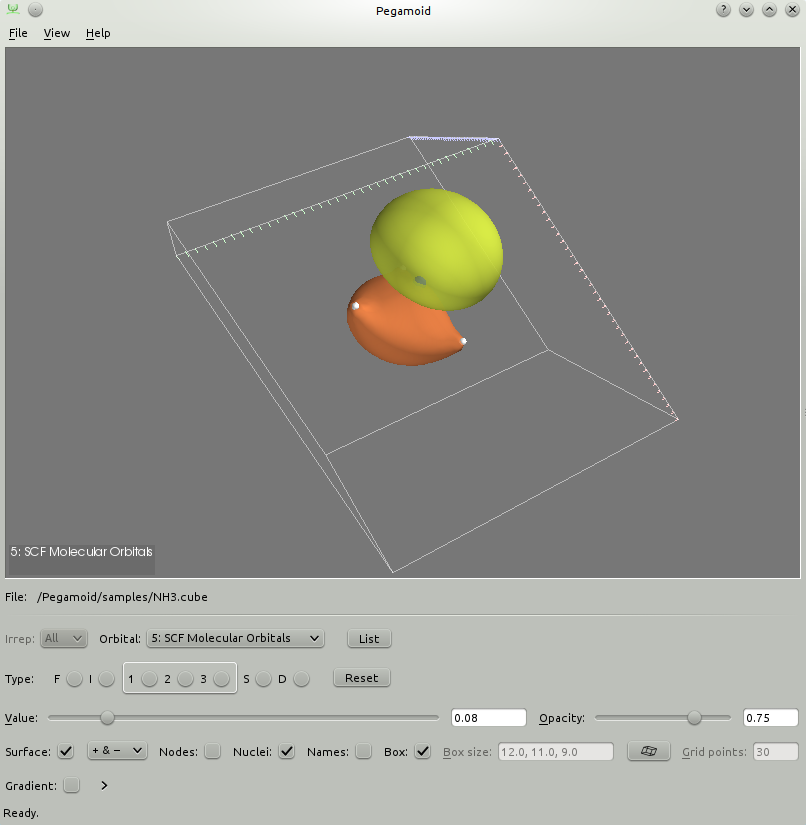 Pegamoid
File View Help
5: SCF Molecular Orbitals
File: /Pegamoid/samples/NH3.cube
Irrep: All Orbital: 5: SCF Molecular Orbitals List
Type: F I 1 2 3 S D Reset
Value: 0.08 Opacity: 0.75
Surface: + & − Nodes: Nuclei: Names: Box: Box size: 12.0, 11.0, 9.0 Grid points: 30
Gradient:
Ready.